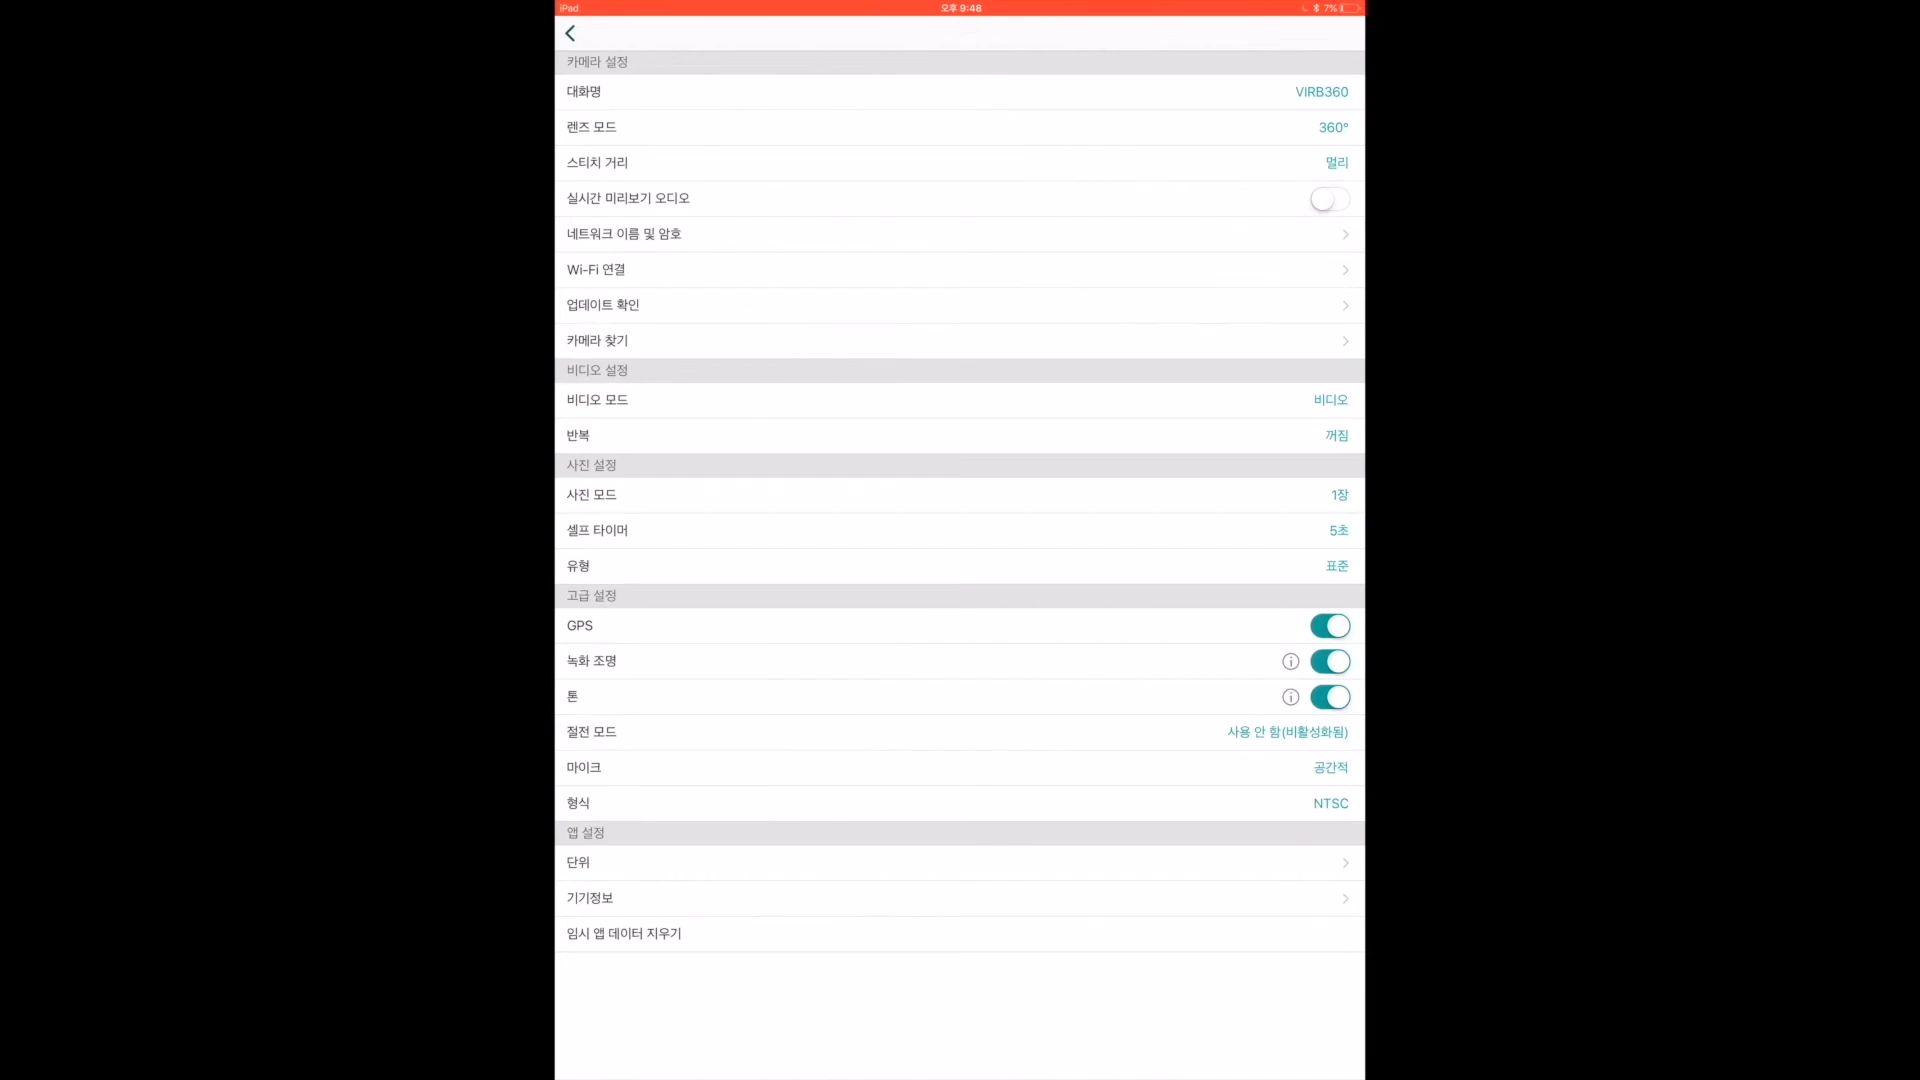 iPad
오후 9:48
7%
카메라 설정
대화명
VIRB360
렌즈 모드
360°
스티치 거리
멀리
실시간 미리보기 오디오
네트워크 이름 및 암호
Wi-Fi 연결
업데이트 확인
카메라 찾기
비디오 설정
비디오 모드
비디오
반복
꺼짐
사진 설정
사진 모드
1장
셀프 타이머
5초
유형
표준
고급 설정
GPS
녹화 조명
톤
절전 모드
사용 안 함(비활성화됨)
마이크
공간적
형식
NTSC
앱 설정
단위
기기정보
임시 앱 데이터 지우기